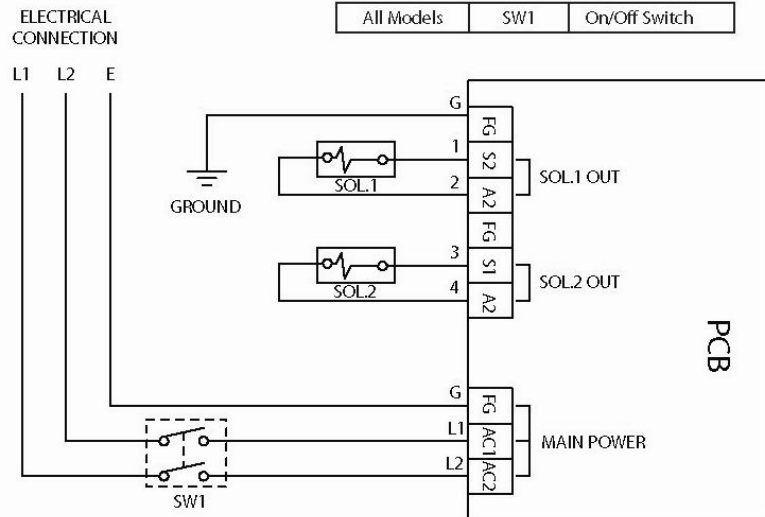 ELECTRICAL
CONNECTION
All Models SW1 On/Off Switch
L1 L2 E
G FG
1 S2
SOL.1
2 A2
SOL.1 OUT
GROUND
FG
3 S1
SOL.2
4 A2
SOL.2 OUT
PCB
G FG
L1 AC1
MAIN POWER
L2 AC2
SW1